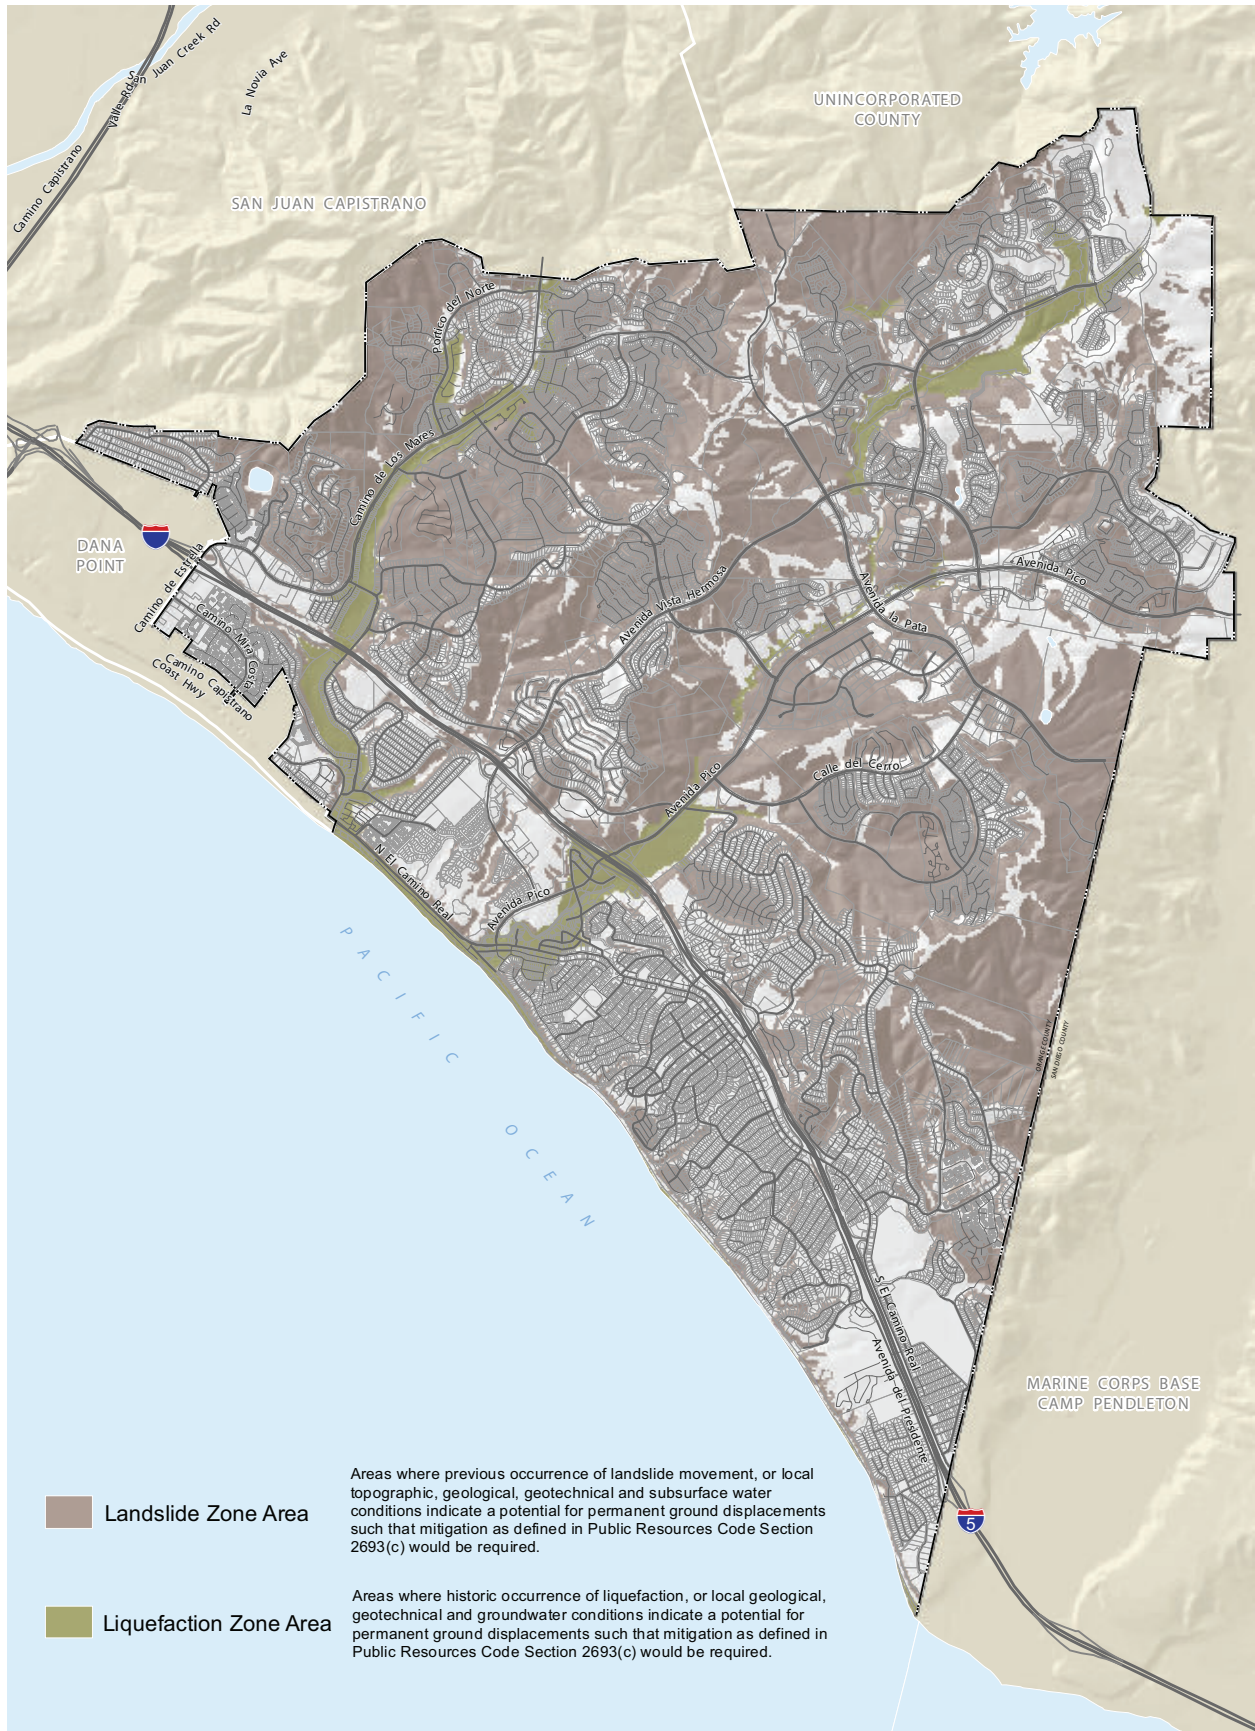 San Juan Creek Rd
Valle Rd
La Novia Ave
Camino Capistrano
UNINCORPORATED
COUNTY
SAN JUAN CAPISTRANO
Portico del Norte
Camino de Los Mares
DANA
POINT
Camino de Estrella
Camino Mira Costa
Camino Capistrano
Coast Hwy
Avenida Vista Hermosa
Avenida la Pata
Avenida Pico
Avenida Pico
Calle del Cerro
N El Camino Real
Avenida Pico
PACIFIC
OCEAN
ORANGE COUNTY
SAN DIEGO COUNTY
S El Camino Real
Avenida del Presidente
MARINE CORPS BASE
CAMP PENDLETON
5
Landslide Zone Area
Areas where previous occurrence of landslide movement, or local
topographic, geological, geotechnical and subsurface water
conditions indicate a potential for permanent ground displacements
such that mitigation as defined in Public Resources Code Section
2693(c) would be required.
Liquefaction Zone Area
Areas where historic occurrence of liquefaction, or local geological,
geotechnical and groundwater conditions indicate a potential for
permanent ground displacements such that mitigation as defined in
Public Resources Code Section 2693(c) would be required.